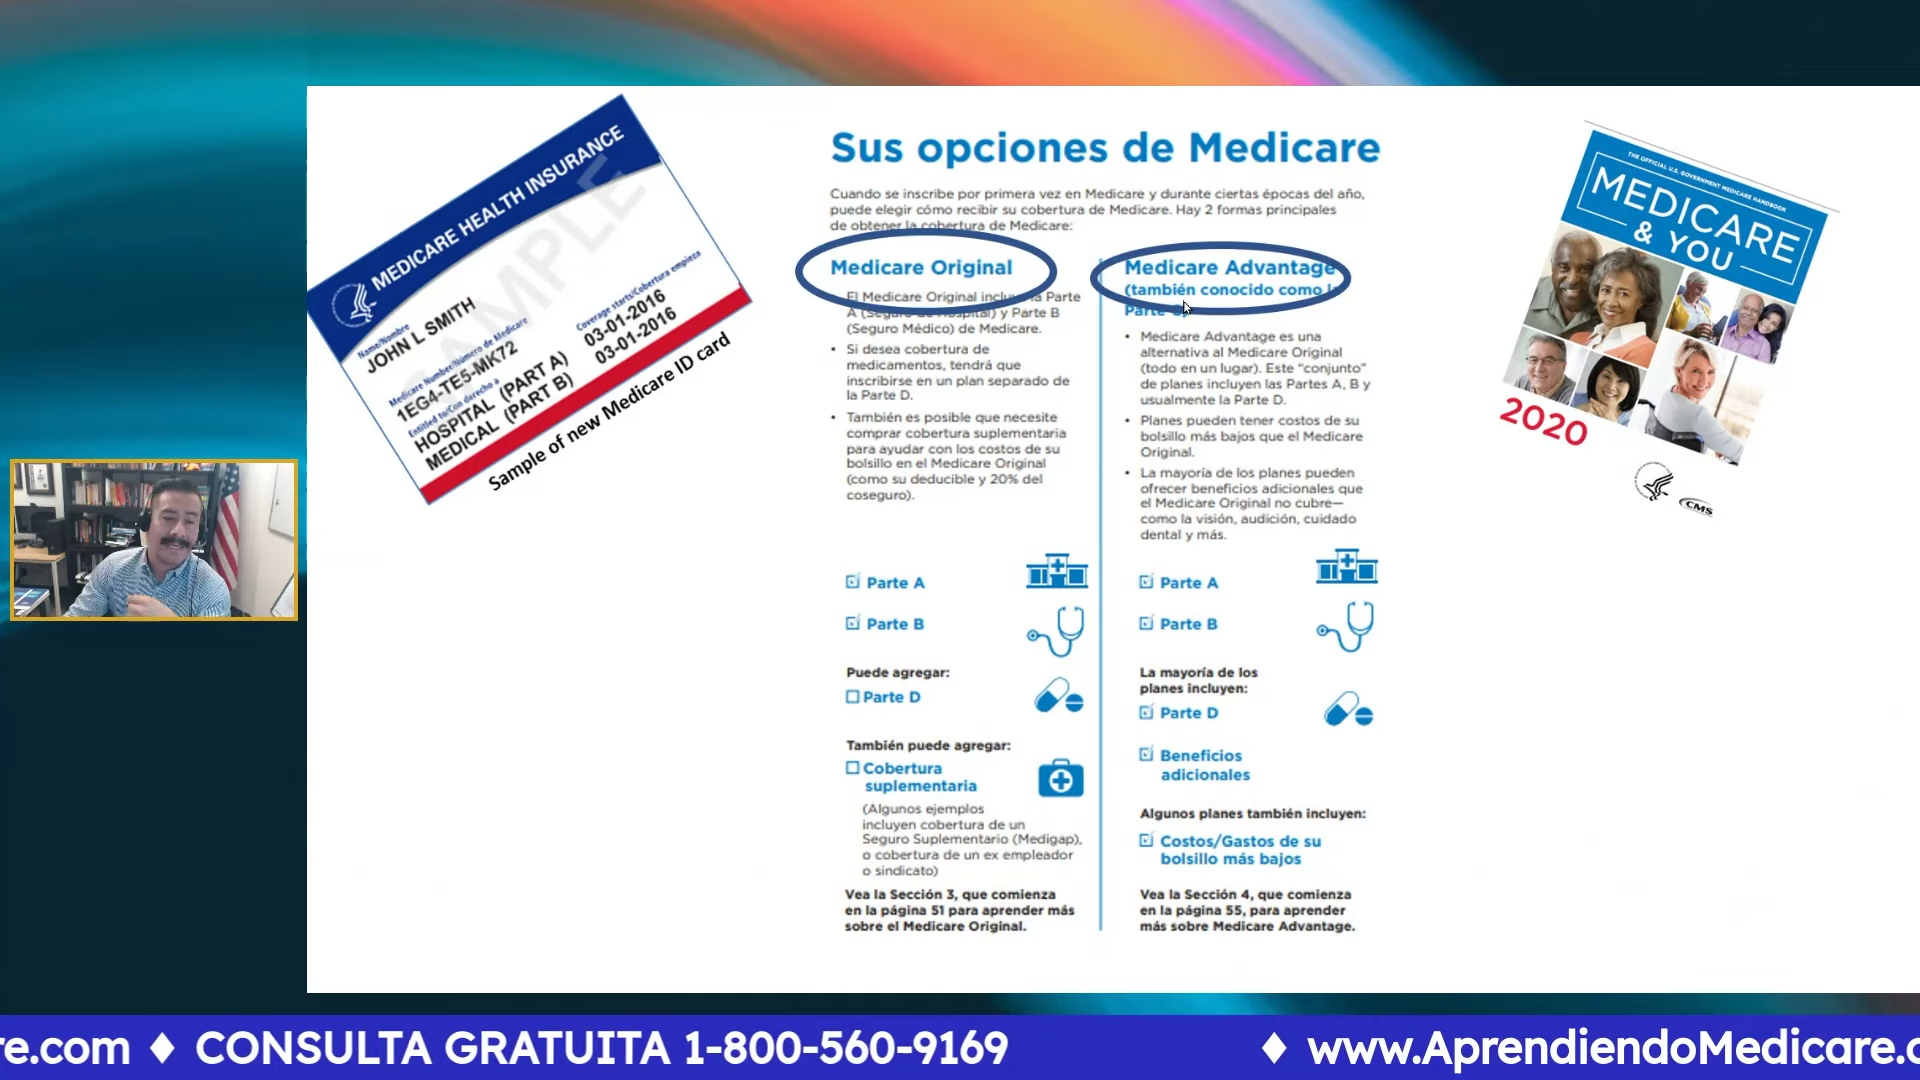 MEDICARE HEALTH INSURANCE
SAMPLE
Name/Nombre
JOHN L SMITH
Medicare Number/Número de Medicare
1EG4-TE5-MK72
Entitled to/Con derecho a
Coverage starts/Cobertura empieza
HOSPITAL (PART A)
03-01-2016
MEDICAL (PART B)
03-01-2016
Sample of new Medicare ID card
Sus opciones de Medicare
Cuando se inscribe por primera vez en Medicare y durante ciertas épocas del año,
puede elegir cómo recibir su cobertura de Medicare. Hay 2 formas principales
de obtener la cobertura de Medicare:
Medicare Original
El Medicare Original incluye la Parte
A (Seguro de Hospital) y Parte B
(Seguro Médico) de Medicare.
• Si desea cobertura de
medicamentos, tendrá que
inscribirse en un plan separado de
la Parte D.
• También es posible que necesite
comprar cobertura suplementaria
para ayudar con los costos de su
bolsillo en el Medicare Original
(como su deducible y 20% del
coseguro).
Parte A
Parte B
Puede agregar:
Parte D
También puede agregar:
Cobertura
suplementaria
(Algunos ejemplos
incluyen cobertura de un
Seguro Suplementario (Medigap),
o cobertura de un ex empleador
o sindicato)
Vea la Sección 3, que comienza
en la página 51 para aprender más
sobre el Medicare Original.
Medicare Advantage
(también conocido como la
Parte C)
• Medicare Advantage es una
alternativa al Medicare Original
(todo en un lugar). Este “conjunto”
de planes incluyen las Partes A, B y
usualmente la Parte D.
• Planes pueden tener costos de su
bolsillo más bajos que el Medicare
Original.
• La mayoría de los planes pueden
ofrecer beneficios adicionales que
el Medicare Original no cubre—
como la visión, audición, cuidado
dental y más.
Parte A
Parte B
La mayoría de los
planes incluyen:
Parte D
Beneficios
adicionales
Algunos planes también incluyen:
Costos/Gastos de su
bolsillo más bajos
Vea la Sección 4, que comienza
en la página 55, para aprender
más sobre Medicare Advantage.
THE OFFICIAL U.S. GOVERNMENT MEDICARE HANDBOOK
MEDICARE
& YOU
2020
CMS
re.com ♦ CONSULTA GRATUITA 1-800-560-9169 ♦ www.AprendiendoMedicare.c